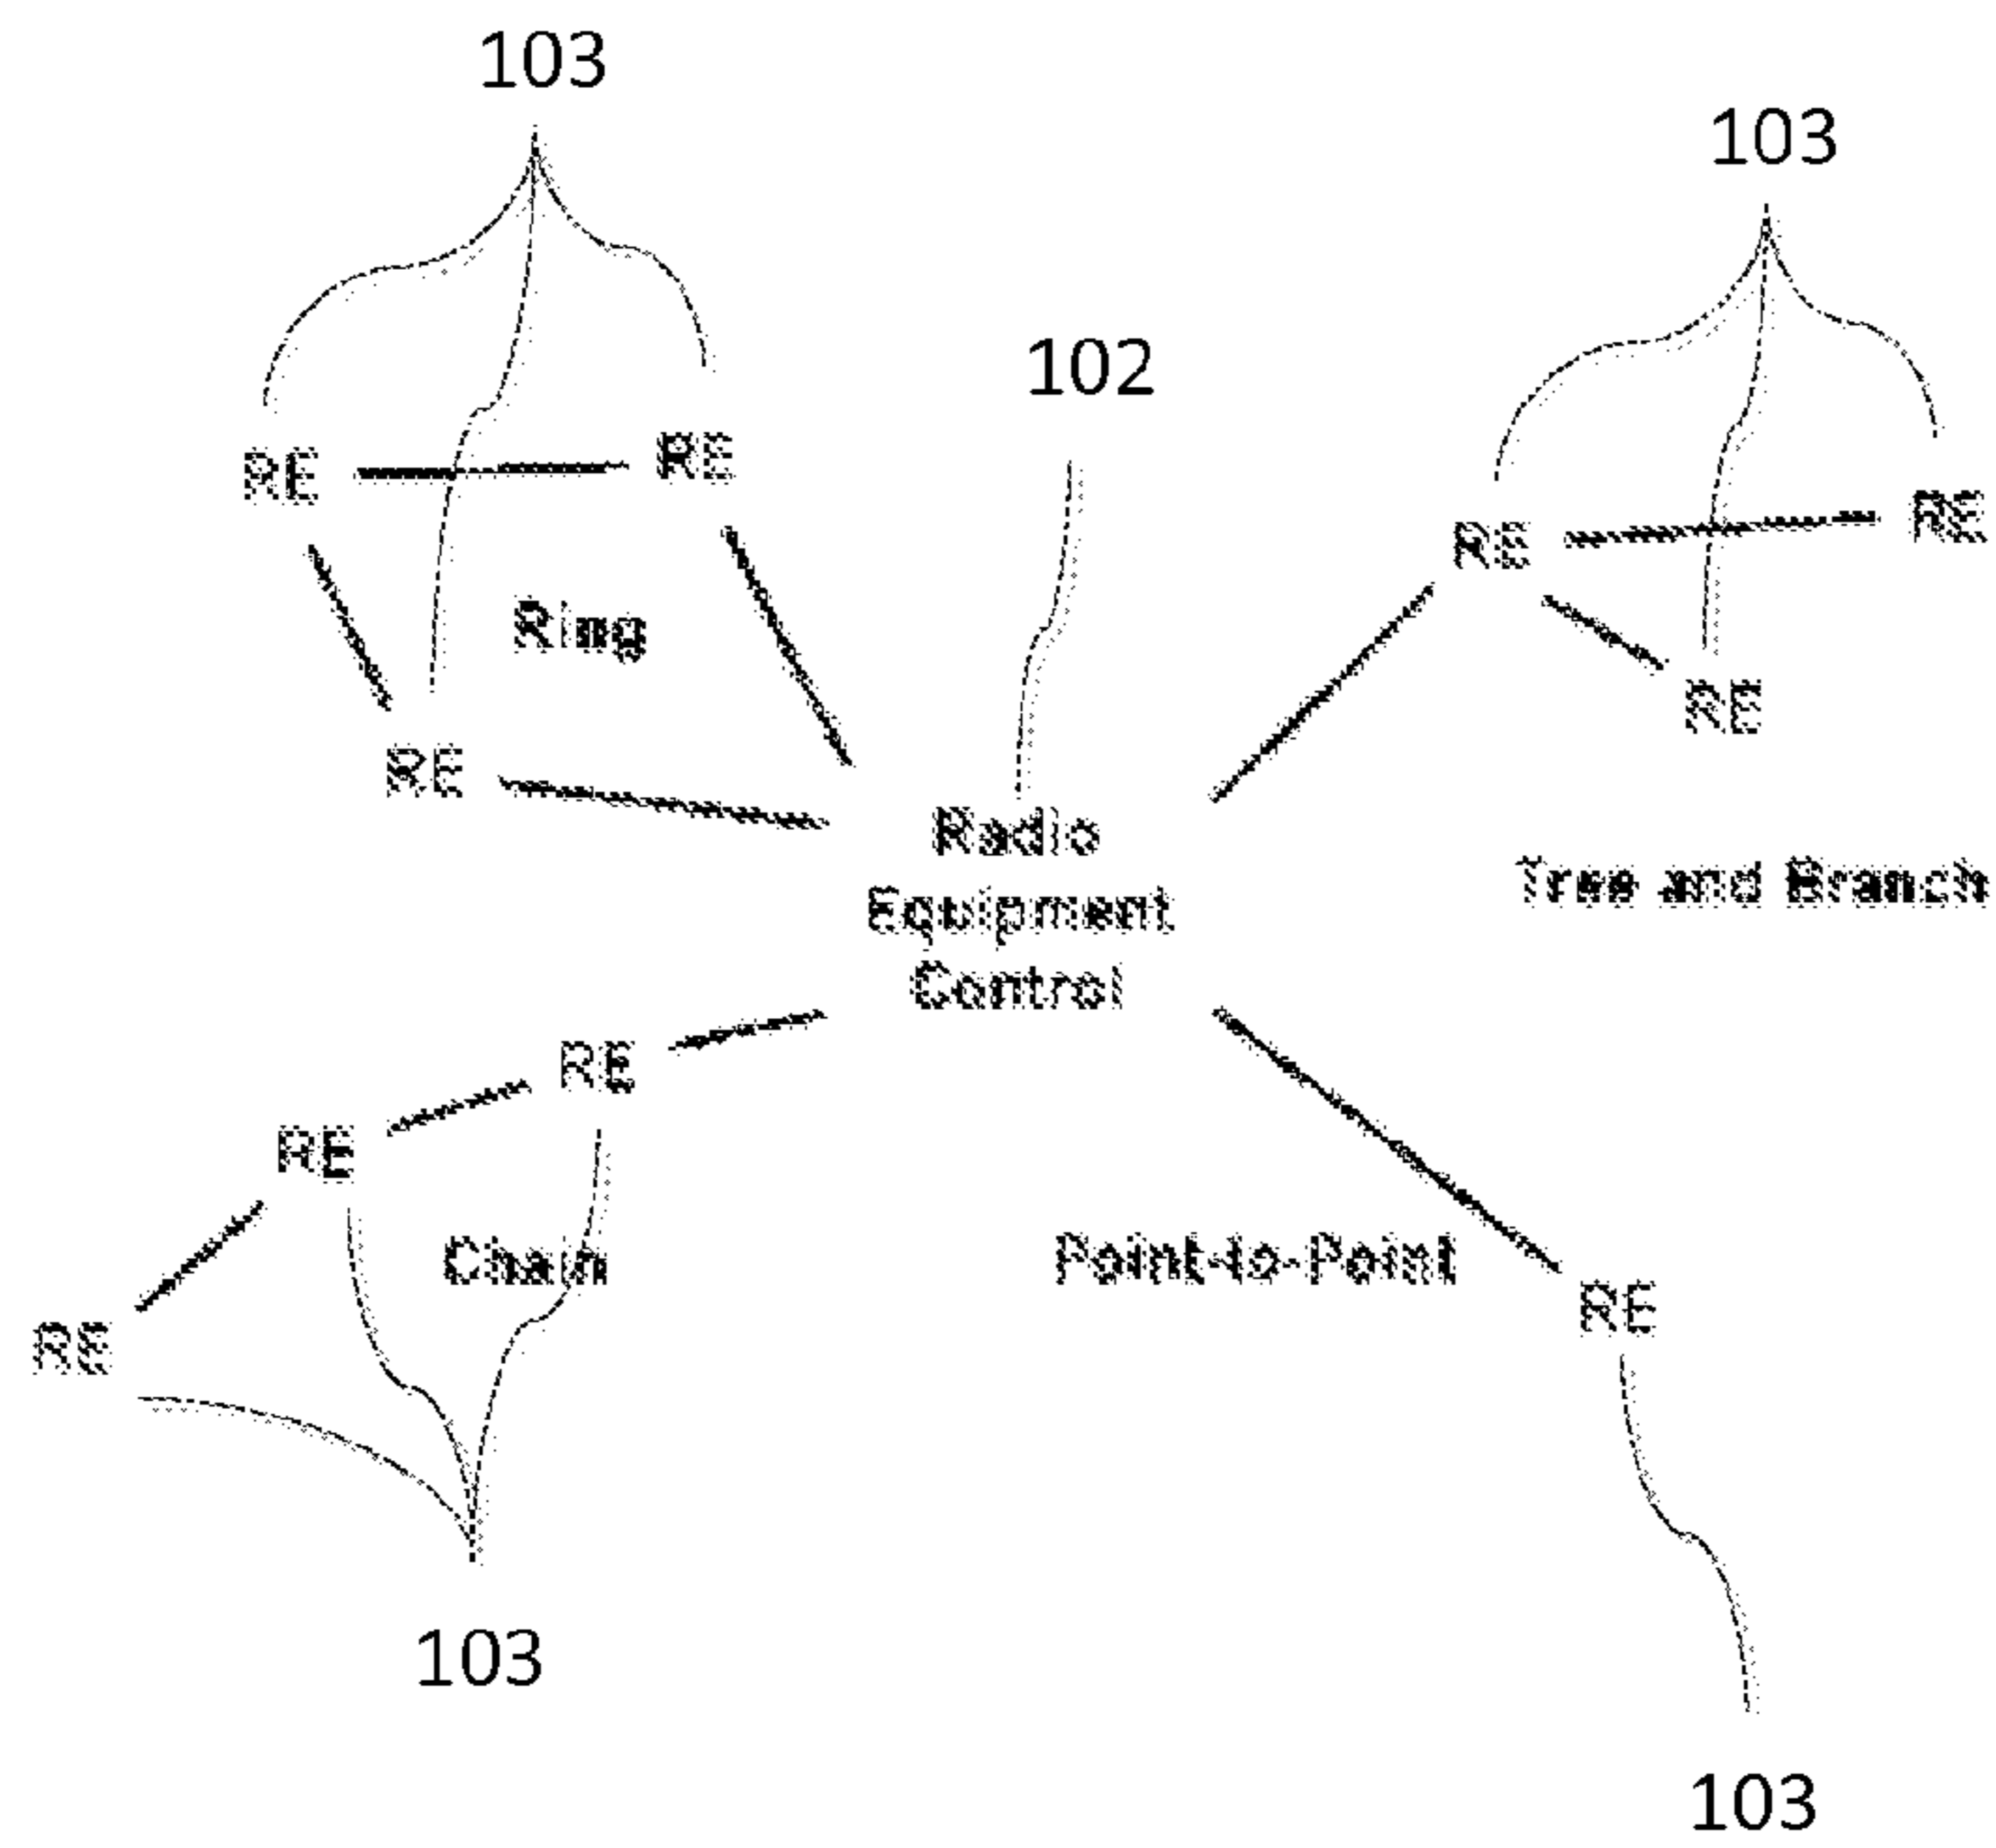 103
103
102
RE
RE
RE
RE
Ring
RE
RE
Radio
Equipment
Control
Tree and Branch
RE
RE
Chain
Point-to-Point
RE
RE
103
103